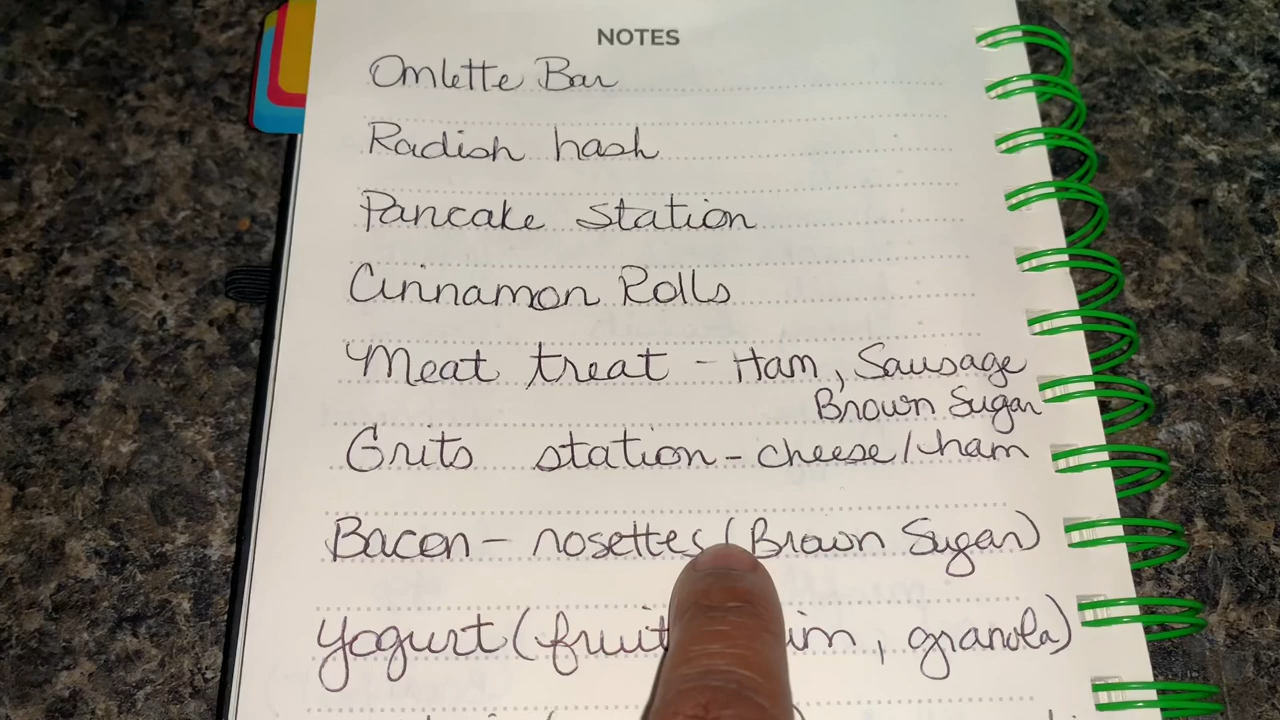 NOTES
Omlette Bar
Radish hash
Pancake station
Cinnamon Rolls
Meat treat - Ham, Sausage
Brown Sugar
Grits station - cheese/ham
Bacon - rosettes (Brown Sugar)
Yogurt (fruit , granola)